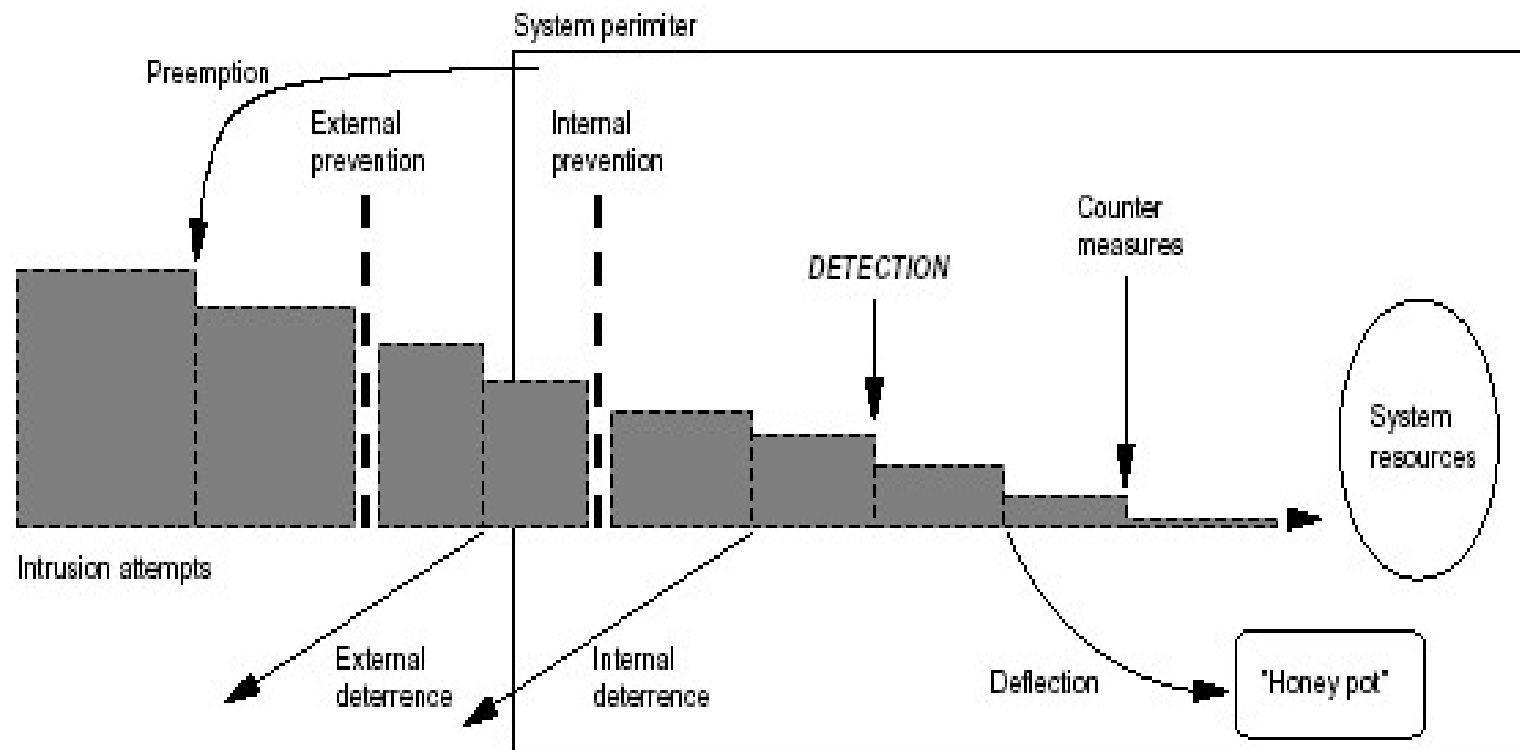 System perimiter
Preemption
External
prevention
Internal
prevention
Counter
measures
DETECTION
System
resources
Intrusion attempts
External
deterrence
Internal
deterrence
Deflection
"Honey pot"